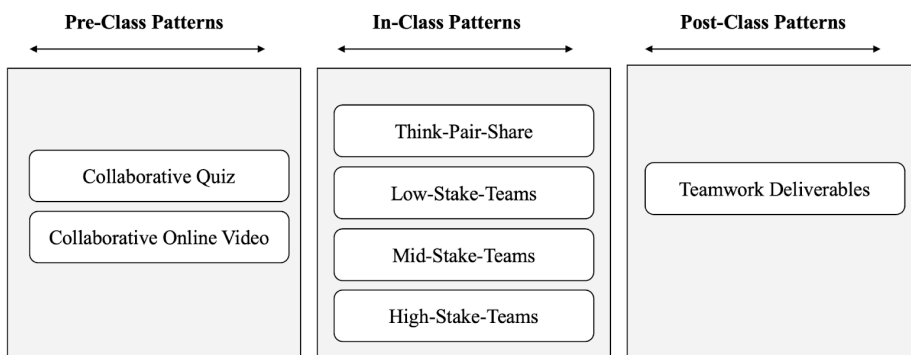 Pre-Class Patterns
Collaborative Quiz
Collaborative Online Video
In-Class Patterns
Think-Pair-Share
Low-Stake-Teams
Mid-Stake-Teams
High-Stake-Teams
Post-Class Patterns
Teamwork Deliverables